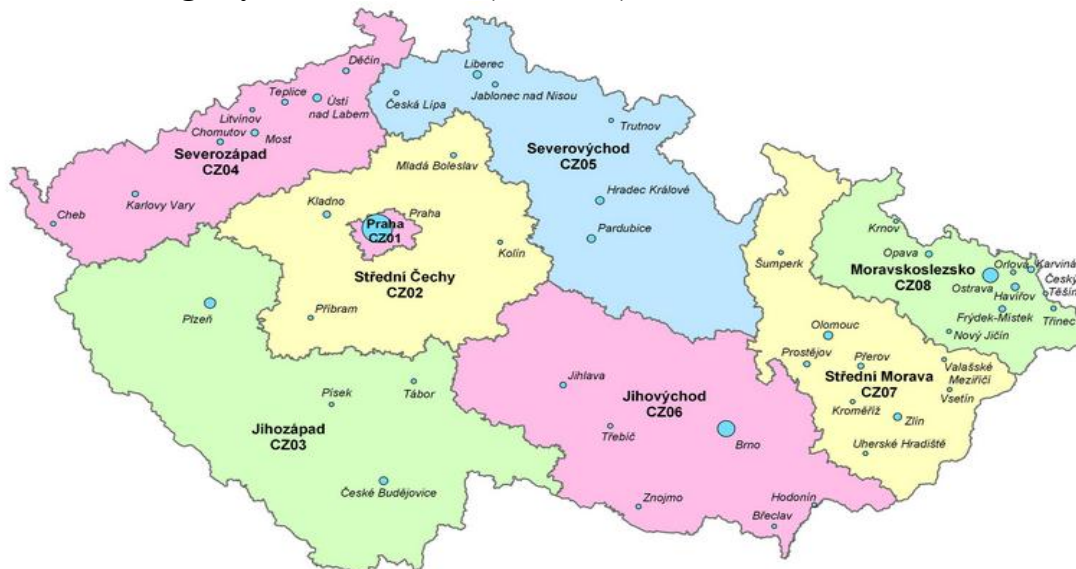 Děčín
Liberec
Teplice
Ústí
nad Labem
Jablonec nad Nisou
Česká Lípa
Litvínov
Chomutov
Most
Trutnov
Severozápad
CZ04
Severovýchod
CZ05
Mladá Boleslav
Karlovy Vary
Hradec Králové
Cheb
Kladno
Praha
Praha
CZ01
Pardubice
Kolín
Krnov
Střední Čechy
CZ02
Šumperk
Opava
Orlová
Karviná
Moravskoslezsko
CZ08
Český
Těšín
Ostrava
Havířov
Plzeň
Příbram
Frýdek-Místek
Třinec
Olomouc
Nový Jičín
Prostějov
Přerov
Valašské
Meziříčí
Střední Morava
CZ07
Vsetín
Jihlava
Písek
Tábor
Jihovýchod
CZ06
Kroměříž
Zlín
Jihozápad
CZ03
Třebíč
Brno
Uherské Hradiště
České Budějovice
Znojmo
Hodonín
Břeclav